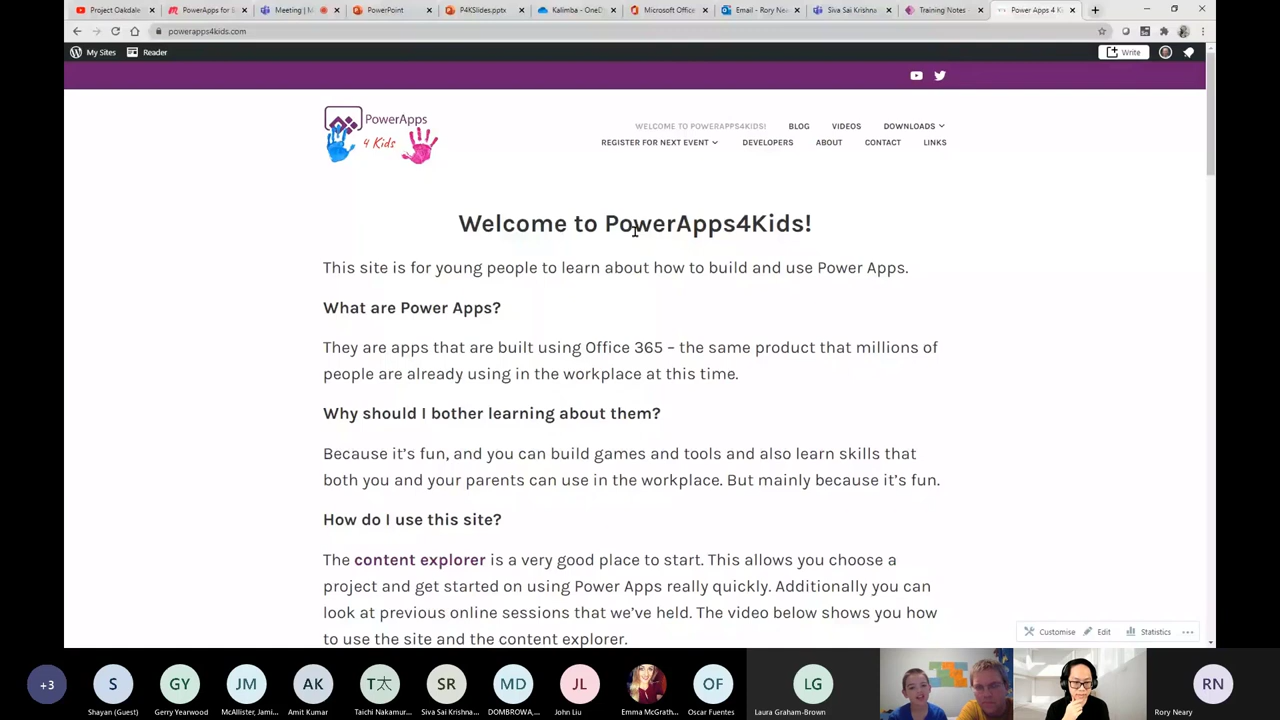 Project Oakdale
PowerApps for E
Meeting | M
PowerPoint
P4KSlides.pptx
Kalimba - OneD
Microsoft Office
Email - Rory Ne
Siva Sai Krishna
Training Notes
Power Apps 4 Ki
powerapps4kids.com
My Sites
Reader
Write
PowerApps
4 Kids
WELCOME TO POWERAPPS4KIDS!
BLOG
VIDEOS
DOWNLOADS
REGISTER FOR NEXT EVENT
DEVELOPERS
ABOUT
CONTACT
LINKS
Welcome to PowerApps4Kids!
This site is for young people to learn about how to build and use Power Apps.
What are Power Apps?
They are apps that are built using Office 365 – the same product that millions of
people are already using in the workplace at this time.
Why should I bother learning about them?
Because it's fun, and you can build games and tools and also learn skills that
both you and your parents can use in the workplace. But mainly because it's fun.
How do I use this site?
The content explorer is a very good place to start. This allows you choose a
project and get started on using Power Apps really quickly. Additionally you can
look at previous online sessions that we've held. The video below shows you how
to use the site and the content explorer.
Customise
Edit
Statistics
+3
S
GY
JM
AK
T太
SR
MD
JL
OF
LG
RN
Shayan (Guest)
Gerry Yearwood
McAllister, Jami...
Amit Kumar
Taichi Nakamur...
Siva Sai Krishna...
DOMBROWA,...
John Liu
Emma McGrath...
Oscar Fuentes
Laura Graham-Brown
Rory Neary